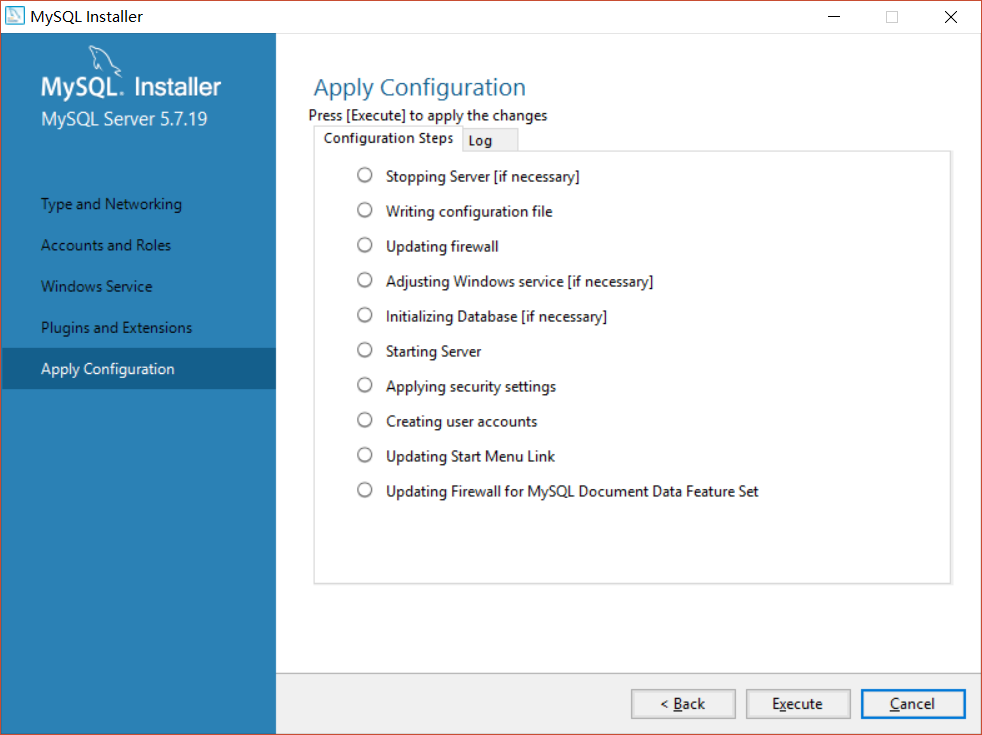 MySQL Installer
MySQL. Installer
MySQL Server 5.7.19
Type and Networking
Accounts and Roles
Windows Service
Plugins and Extensions
Apply Configuration
Apply Configuration
Press [Execute] to apply the changes
Configuration Steps Log
Stopping Server [if necessary]
Writing configuration file
Updating firewall
Adjusting Windows service [if necessary]
Initializing Database [if necessary]
Starting Server
Applying security settings
Creating user accounts
Updating Start Menu Link
Updating Firewall for MySQL Document Data Feature Set
< Back Execute Cancel